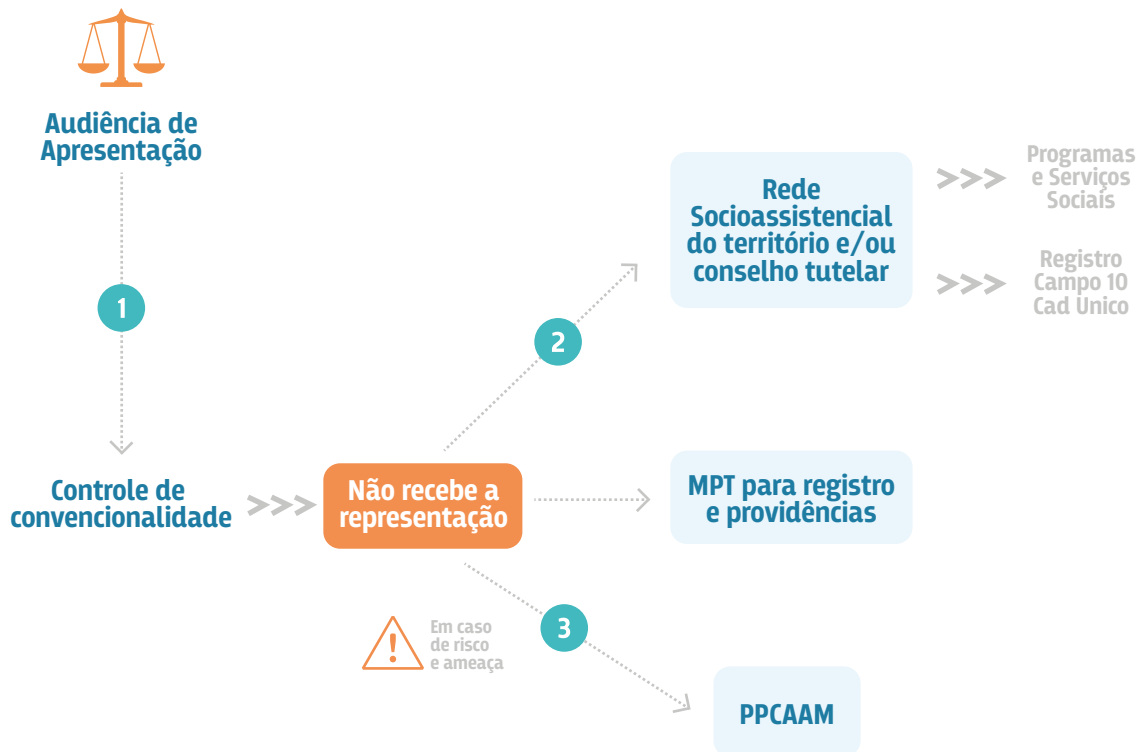 Audiência de
Apresentação
1
Controle de
convencionalidade
>>>
Não recebe a
representação
2
Rede
Socioassistencial
do território e/ou
conselho tutelar
>>>
Programas
e Serviços
Sociais
>>>
Registro
Campo 10
Cad Unico
MPT para registro
e providências
!
Em caso
de risco
e ameaça
3
PPCAAM